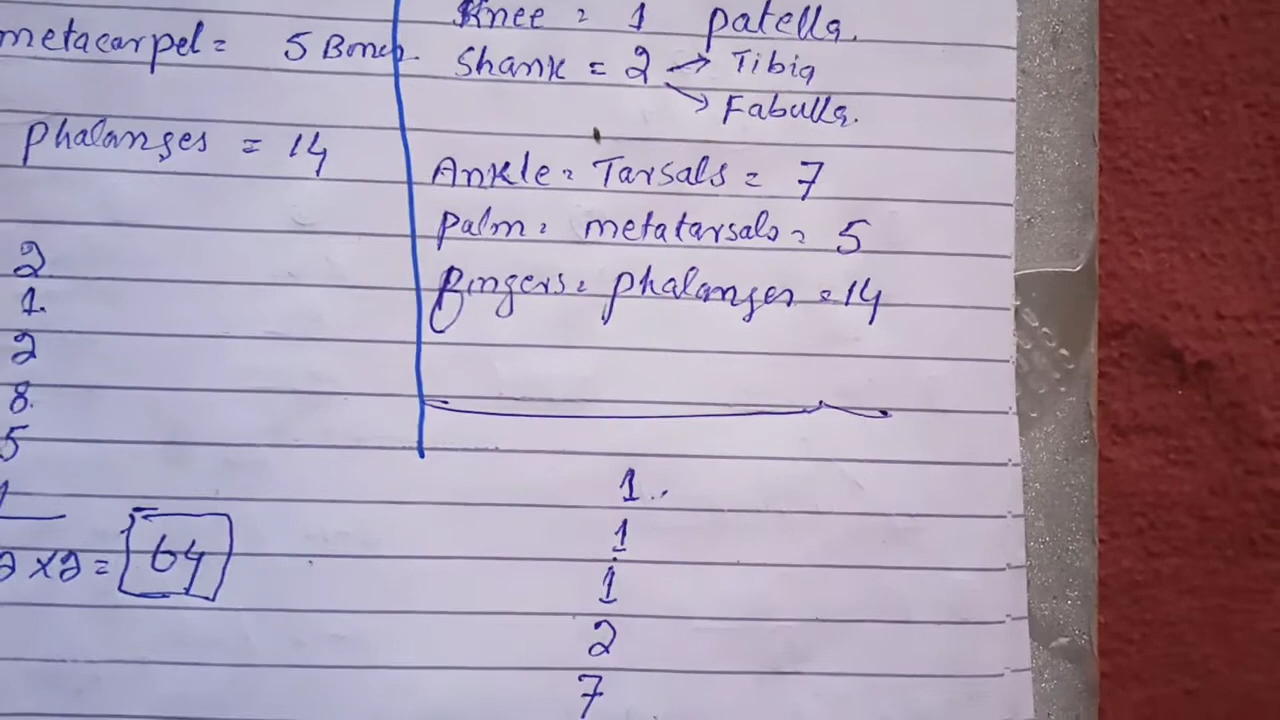 metacarpel = 5 Bones
Phalanges = 14
2
1.
2
8.
5
2 x 2 = 64
Knee = 1 patella.
Shank = 2 → Tibia
→ Fabulla.
Ankle = Tarsals = 7
palm = metatarsals = 5
Fingers = phalanges = 14
1
1
1
2
7